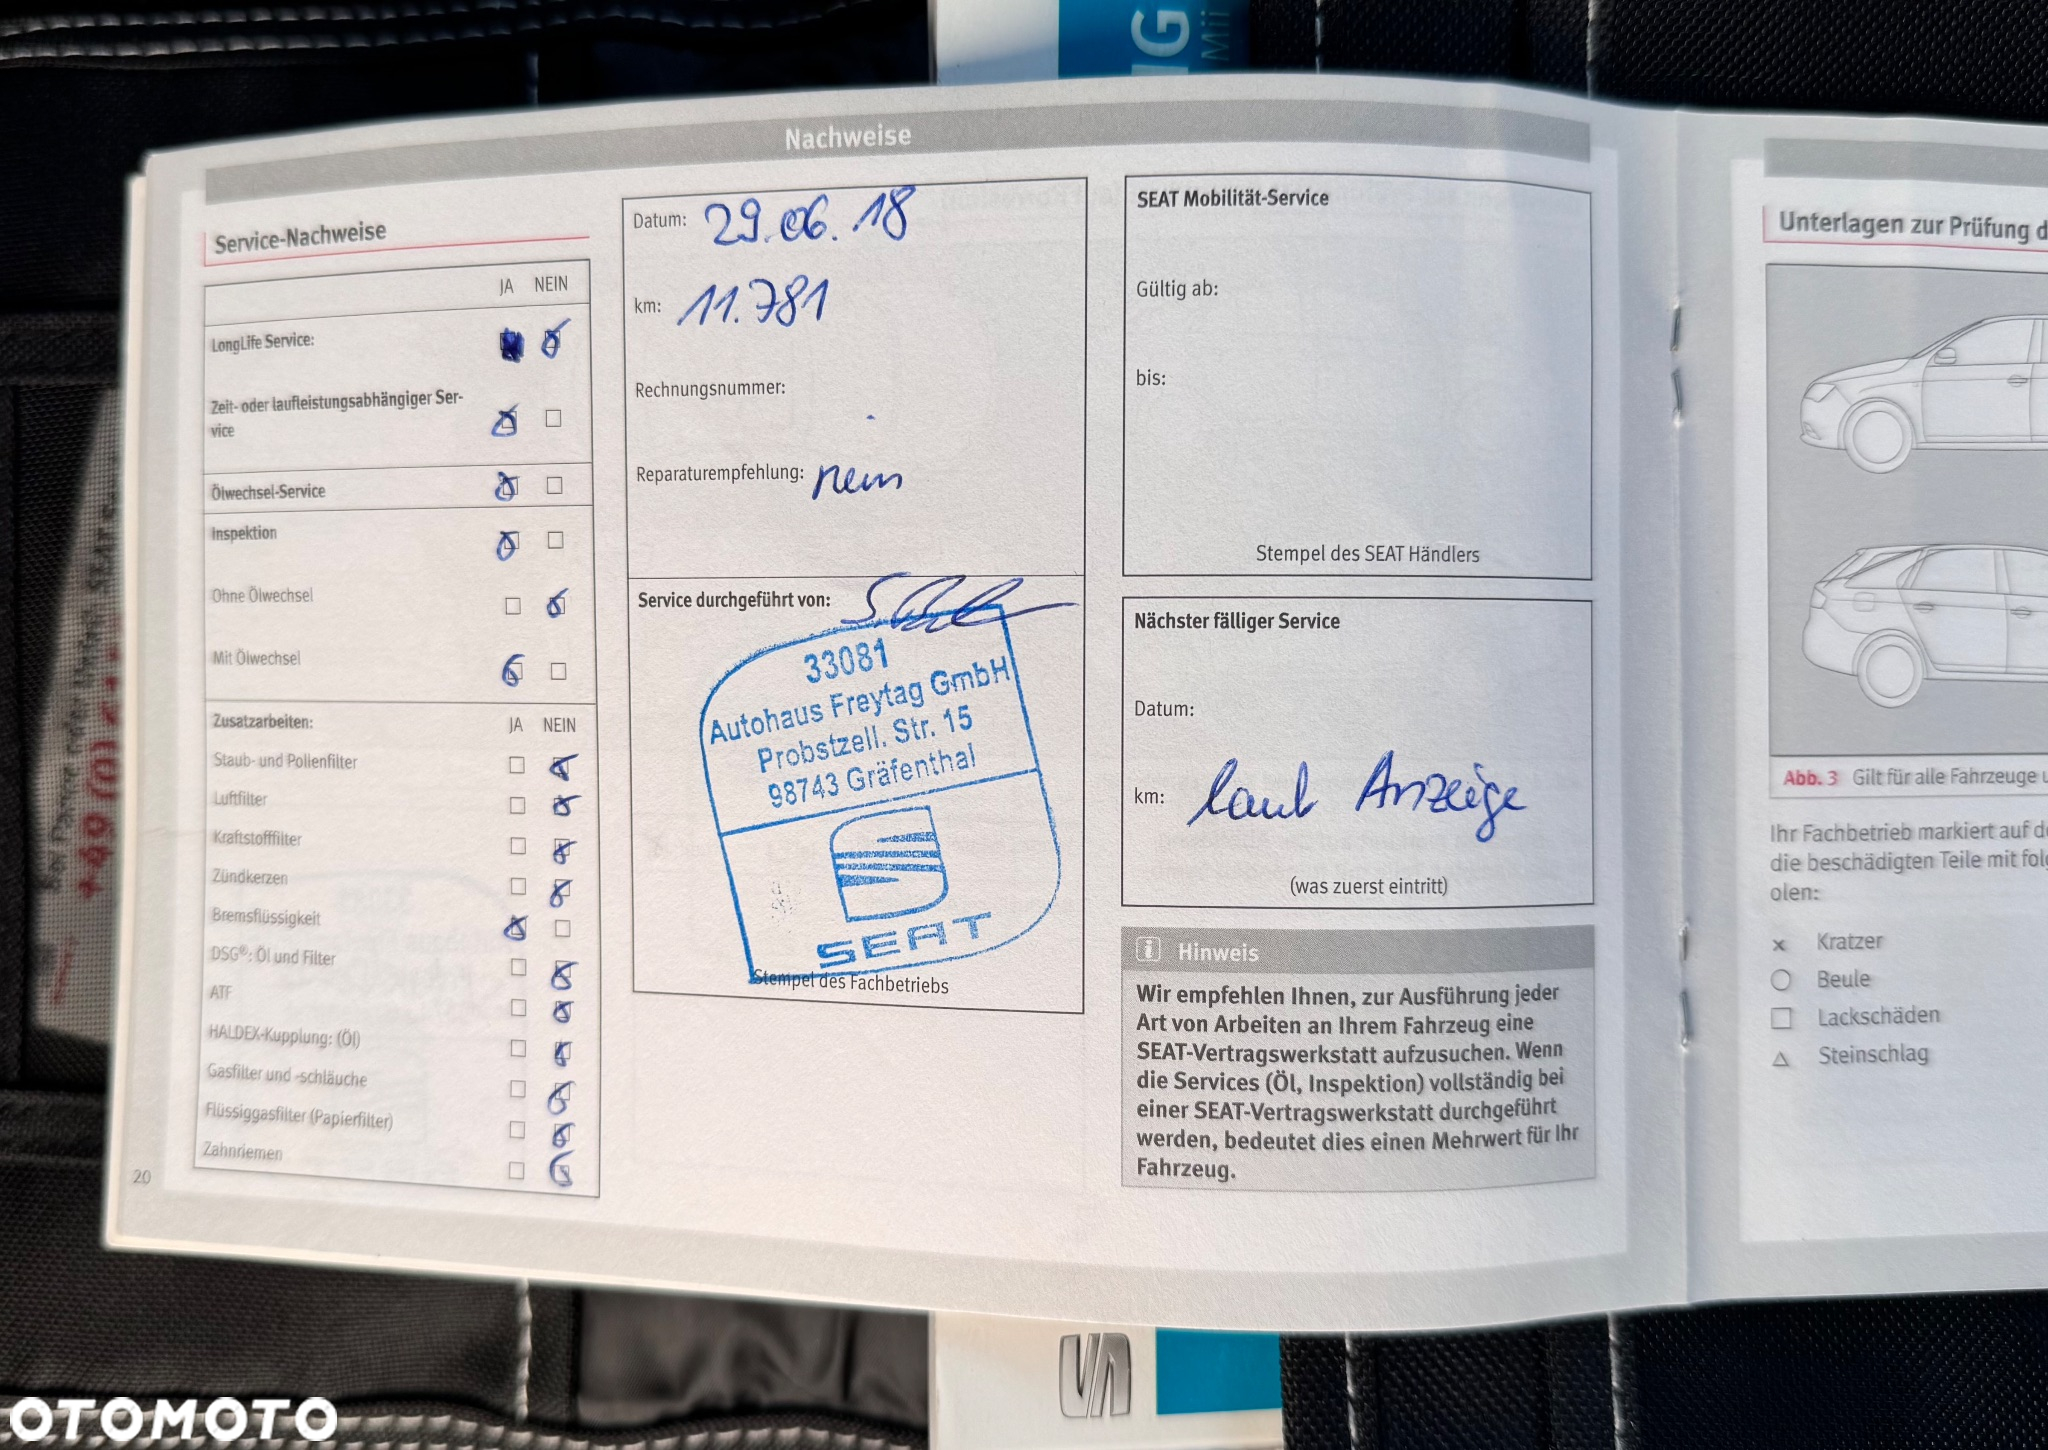 NG
Mii
Nachweise
Service-Nachweise
JA NEIN
LongLife Service:
Zeit- oder laufleistungsabhängiger Ser-
vice
Ölwechsel-Service
Inspektion
Ohne Ölwechsel
Mit Ölwechsel
Zusatzarbeiten: JA NEIN
Staub- und Pollenfilter
Luftfilter
Kraftstofffilter
Zündkerzen
Bremsflüssigkeit
DSG®: Öl und Filter
ATF
HALDEX-Kupplung: (Öl)
Gasfilter und -schläuche
Flüssiggasfilter (Papierfilter)
Zahnriemen
20
Datum: 29.06.18
km: 11.781
Rechnungsnummer:
Reparaturempfehlung: nein
Service durchgeführt von:
33081
Autohaus Freytag GmbH
Probstzell. Str. 15
98743 Gräfenthal
SEAT
Stempel des Fachbetriebs
SEAT Mobilität-Service
Gültig ab:
bis:
Stempel des SEAT Händlers
Nächster fälliger Service
Datum:
km: laut Anzeige
(was zuerst eintritt)
Hinweis
Wir empfehlen Ihnen, zur Ausführung jeder
Art von Arbeiten an Ihrem Fahrzeug eine
SEAT-Vertragswerkstatt aufzusuchen. Wenn
die Services (Öl, Inspektion) vollständig bei
einer SEAT-Vertragswerkstatt durchgeführt
werden, bedeutet dies einen Mehrwert für Ihr
Fahrzeug.
Unterlagen zur Prüfung d
Abb. 3 Gilt für alle Fahrzeuge u
Ihr Fachbetrieb markiert auf de
die beschädigten Teile mit folg
olen:
x Kratzer
Beule
Lackschäden
Steinschlag
OTOMOTO